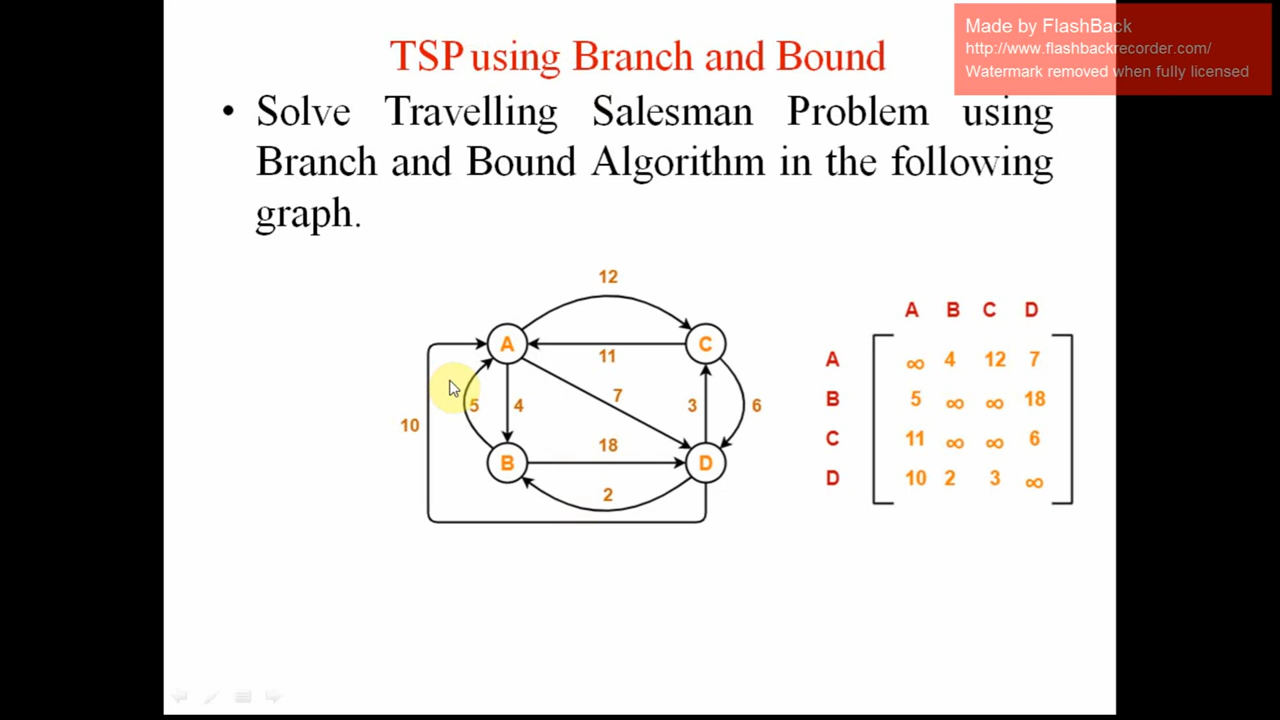 Made by FlashBack
http://www.flashbackrecorder.com/
Watermark removed when fully licensed
TSP using Branch and Bound
• Solve Travelling Salesman Problem using
Branch and Bound Algorithm in the following
graph.
12
A
C
11
7
5
4
3
6
10
18
B
D
2
A B C D
A ∞ 4 12 7
B 5 ∞ ∞ 18
C 11 ∞ ∞ 6
D 10 2 3 ∞